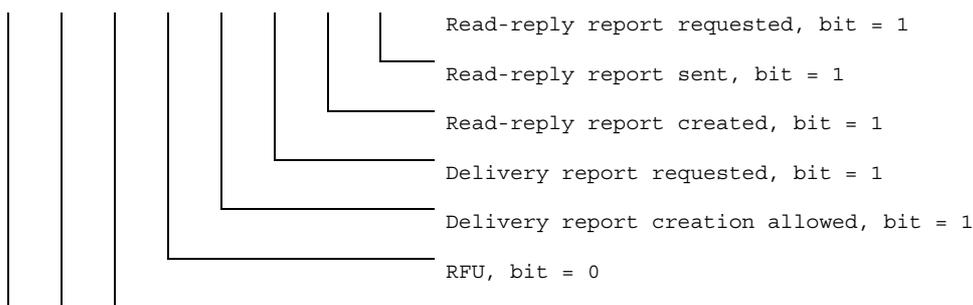 Read-reply report requested, bit = 1
Read-reply report sent, bit = 1
Read-reply report created, bit = 1
Delivery report requested, bit = 1
Delivery report creation allowed, bit = 1
RFU, bit = 0